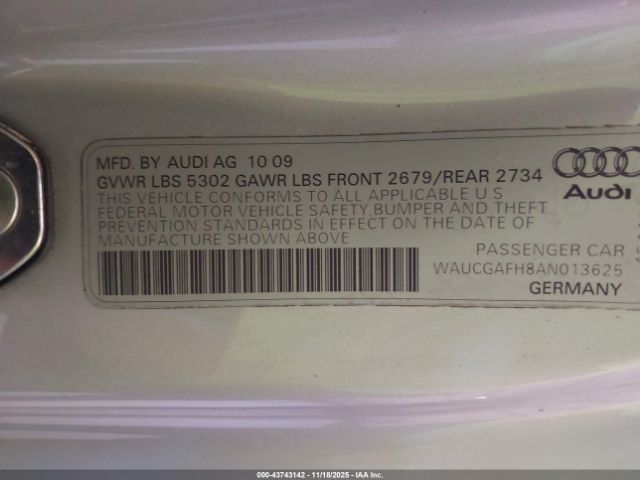 MFD. BY AUDI AG 10 09
GVWR LBS 5302 GAWR LBS FRONT 2679/REAR 2734
THIS VEHICLE CONFORMS TO ALL APPLICABLE U S
FEDERAL MOTOR VEHICLE SAFETY BUMPER AND THEFT
PREVENTION STANDARDS IN EFFECT ON THE DATE OF
MANUFACTURE SHOWN ABOVE
Audi
PASSENGER CAR
WAUCGAFH8AN013625
GERMANY
000-43743142 - 11/18/2025 - IAA Inc.